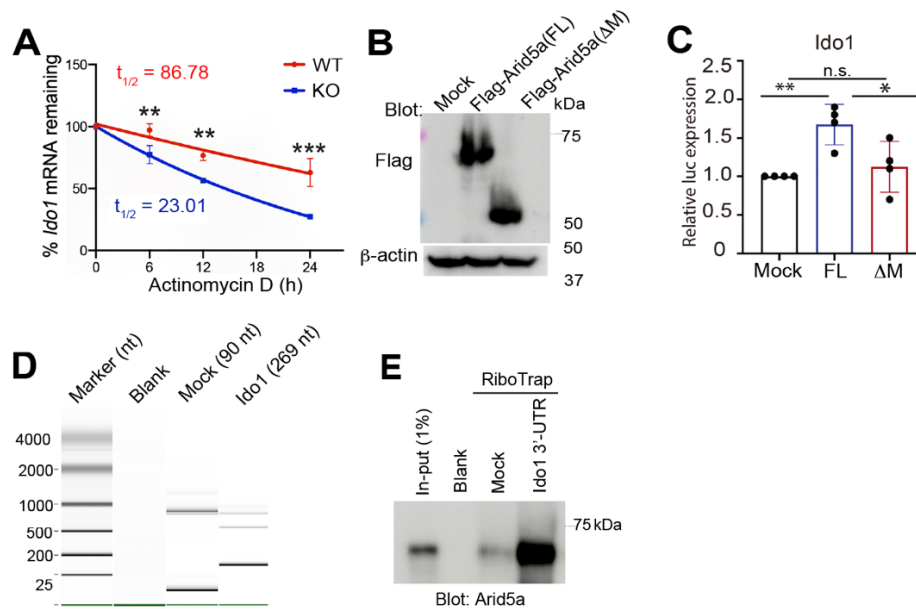 A
t1/2 = 86.78
WT
KO
% Ido1 mRNA remaining
150
100
50
0
**
**
***
t1/2 = 23.01
0 6 12 24
Actinomycin D (h)
B
Blot:
Mock
Flag-Arid5a(FL)
Flag-Arid5a(ΔM)
kDa
75
Flag
50
β-actin
50
37
C
Ido1
n.s.
** *
Relative luc expression
2.5
2.0
1.5
1.0
0
Mock FL ΔM
D
Marker (nt)
Blank
Mock (90 nt)
Ido1 (269 nt)
4000
2000
1000
500
200
25
E
RiboTrap
In-put (1%)
Blank
Mock
Ido1 3'-UTR
75 kDa
Blot: Arid5a